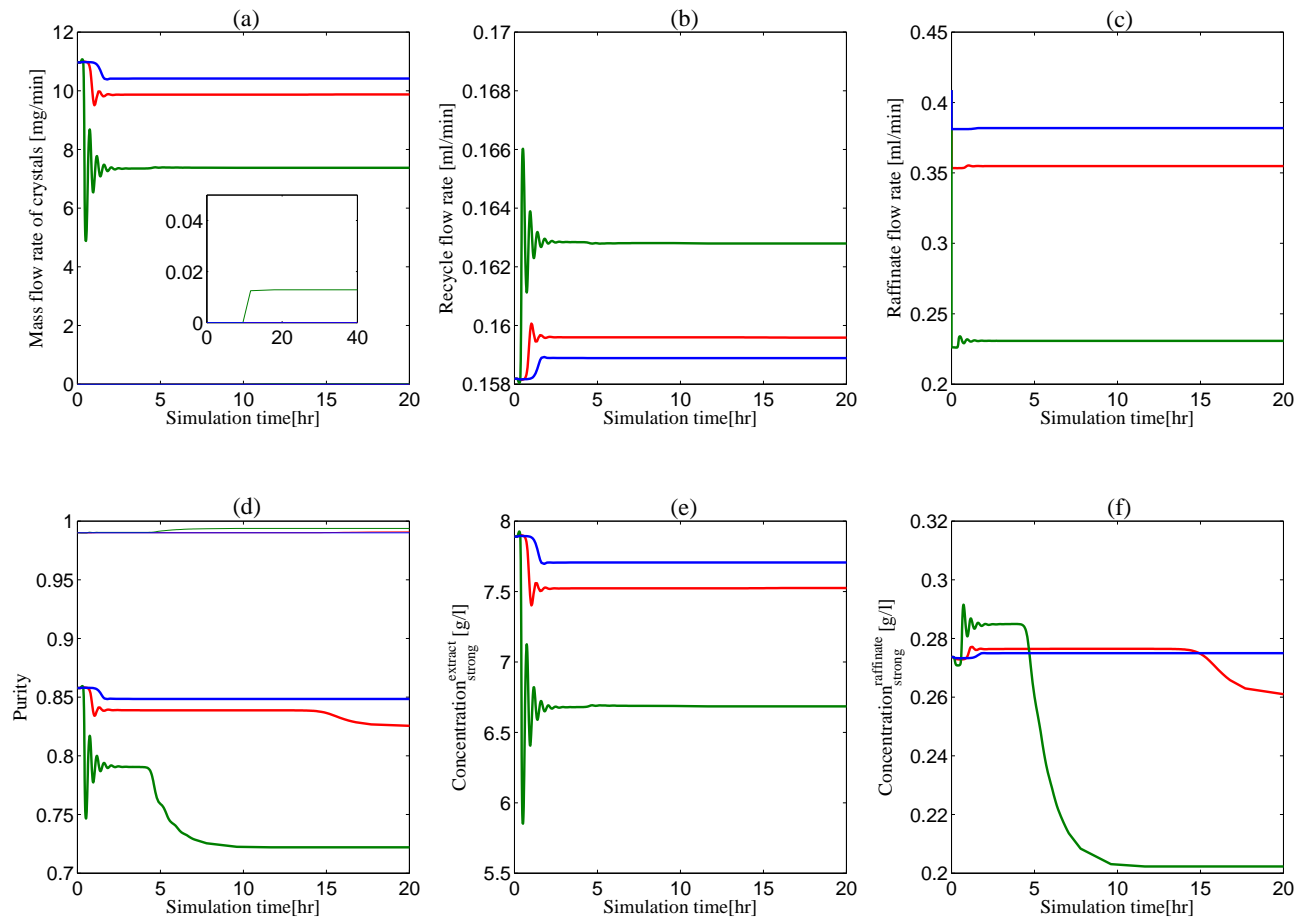 (a)
Mass flow rate of crystals [mg/min]
12
10
8
6
4
2
0
0.04
0.02
0
0 20 40
0 5 10 15 20
Simulation time[hr]
(b)
Recycle flow rate [ml/min]
0.17
0.168
0.166
0.164
0.162
0.16
0.158
0 5 10 15 20
Simulation time[hr]
(c)
Raffinate flow rate [ml/min]
0.45
0.4
0.35
0.3
0.25
0.2
0 5 10 15 20
Simulation time[hr]
(d)
Purity
1
0.95
0.9
0.85
0.8
0.75
0.7
0 5 10 15 20
Simulation time[hr]
(e)
Concentration extract strong [g/l]
8
7.5
7
6.5
6
5.5
0 5 10 15 20
Simulation time[hr]
(f)
Concentration raffinate strong [g/l]
0.32
0.3
0.28
0.26
0.24
0.22
0.2
0 5 10 15 20
Simulation time[hr]